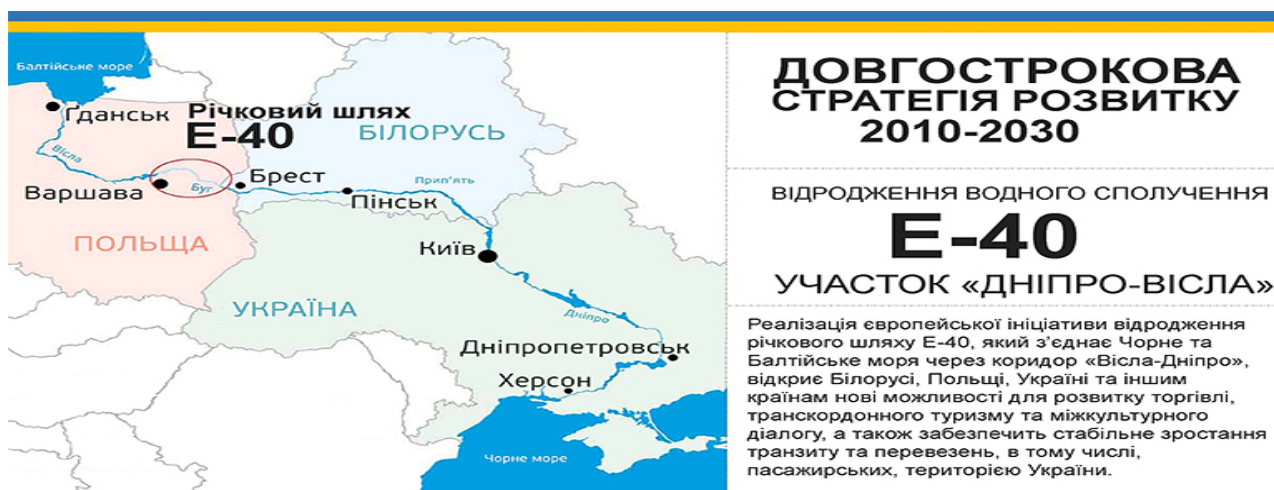 Балтійське море
Ґданськ
Річковий шлях
Е-40
БІЛОРУСЬ
Вісла
Варшава
Буг
Брест
Пінськ
Прип'ять
ПОЛЬЩА
Київ
УКРАЇНА
Дніпро
Дніпропетровськ
Херсон
Чорне море
ДОВГОСТРОКОВА
СТРАТЕГІЯ РОЗВИТКУ
2010-2030
ВІДРОДЖЕННЯ ВОДНОГО СПОЛУЧЕННЯ
Е-40
УЧАСТОК «ДНІПРО-ВІСЛА»
Реалізація європейської ініціативи відродження
річкового шляху Е-40, який з’єднає Чорне та
Балтійське моря через коридор «Вісла-Дніпро»,
відкриє Білорусі, Польщі, Україні та іншим
країнам нові можливості для розвитку торгівлі,
транскордонного туризму та міжкультурного
діалогу, а також забезпечить стабільне зростання
транзиту та перевезень, в тому числі,
пасажирських, територією України.